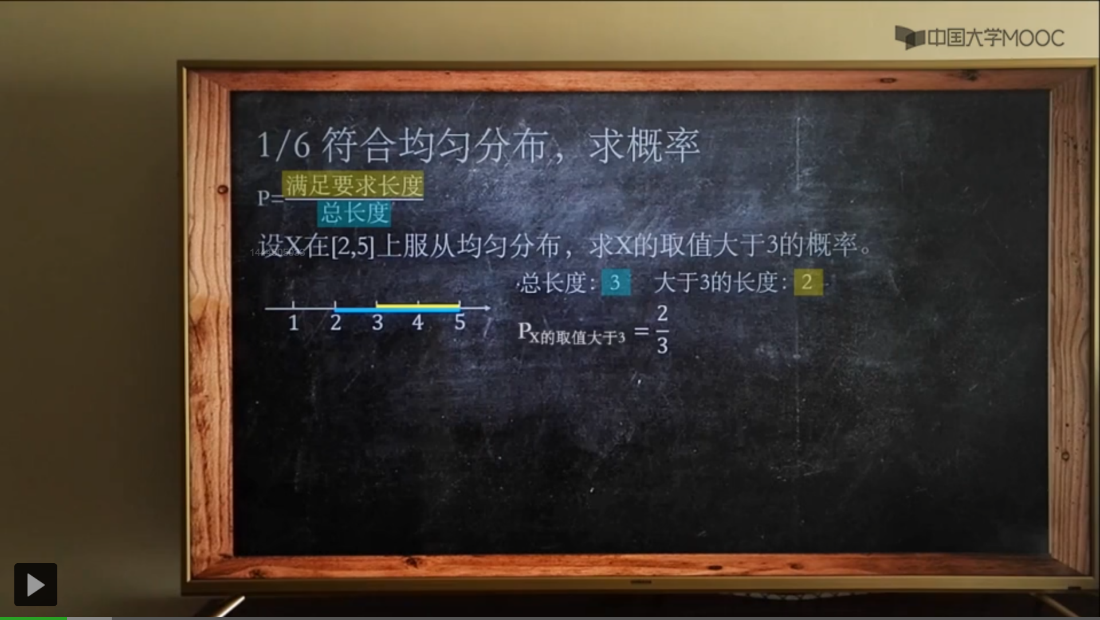 中国大学MOOC
1/6 符合均匀分布，求概率
P=满足要求长度/总长度
设X在[2,5]上服从均匀分布，求X的取值大于3的概率。
总长度：3 大于3的长度：2
1 2 3 4 5
P_X的取值大于3 = 2/3